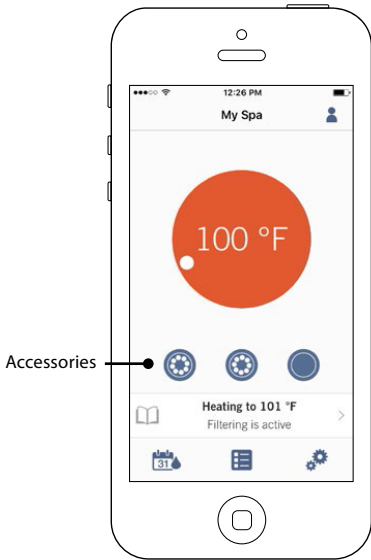 12:26 PM
My Spa
100 °F
Accessories
Heating to 101 °F
Filtering is active
31